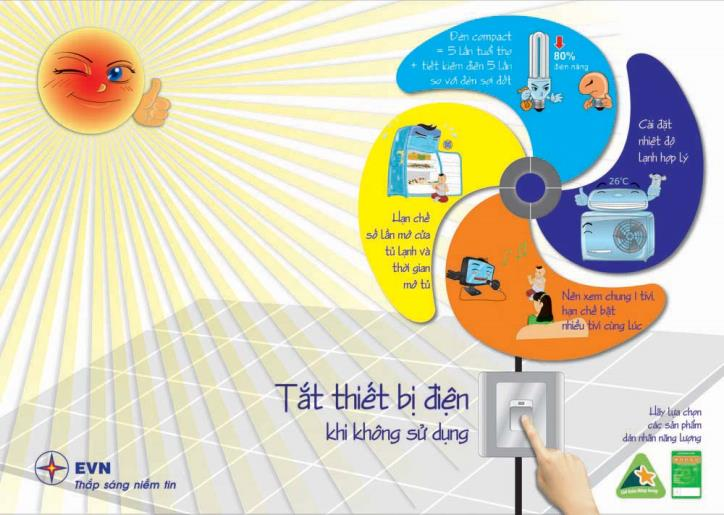 Đèn compact
= 5 lần tuổi thọ
+ tiết kiệm điện 5 lần
so với đèn sợi đốt
80%
điện năng
Cài đặt
nhiệt độ
lạnh hợp lý
26°C
Hạn chế
số lần mở cửa
tủ lạnh và
thời gian
mở tủ
Nên xem chung 1 tivi,
hạn chế bật
nhiều tivi cùng lúc
Tắt thiết bị điện
khi không sử dụng
Hãy lựa chọn
các sản phẩm
dán nhãn năng lượng
EVN
Thắp sáng niềm tin